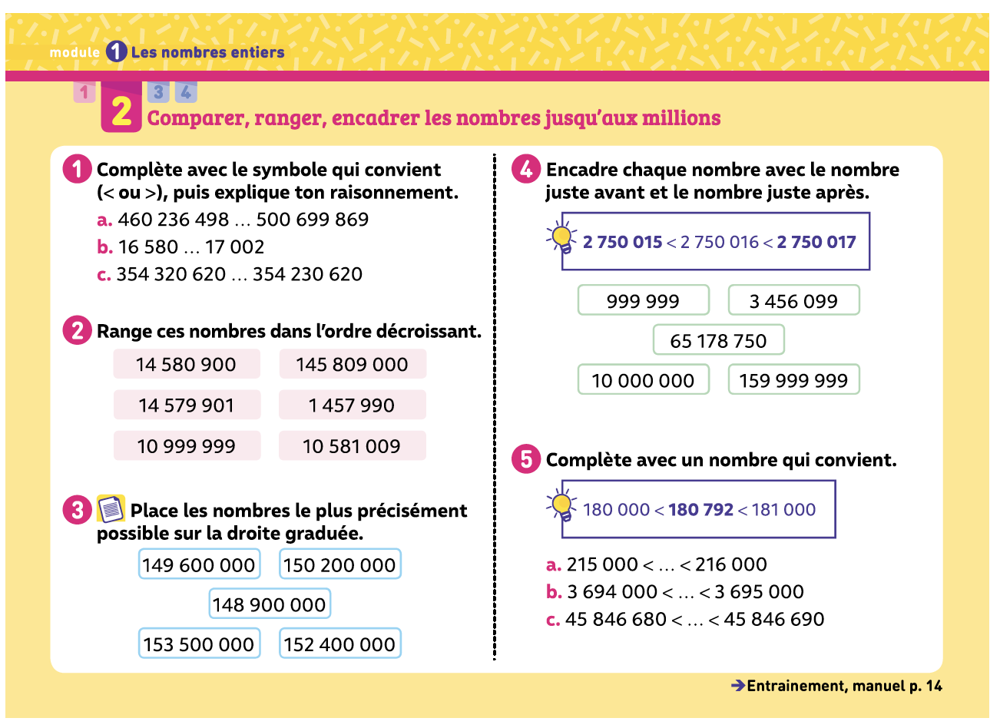 module 1 Les nombres entiers
1 2 3 4
Comparer, ranger, encadrer les nombres jusqu'aux millions
1 Complète avec le symbole qui convient
(< ou >), puis explique ton raisonnement.
a. 460 236 498 … 500 699 869
b. 16 580 … 17 002
c. 354 320 620 … 354 230 620
2 Range ces nombres dans l'ordre décroissant.
14 580 900 145 809 000
14 579 901 1 457 990
10 999 999 10 581 009
3 Place les nombres le plus précisément
possible sur la droite graduée.
149 600 000 150 200 000
148 900 000
153 500 000 152 400 000
4 Encadre chaque nombre avec le nombre
juste avant et le nombre juste après.
2 750 015 < 2 750 016 < 2 750 017
999 999 3 456 099
65 178 750
10 000 000 159 999 999
5 Complète avec un nombre qui convient.
180 000 < 180 792 < 181 000
a. 215 000 < … < 216 000
b. 3 694 000 < … < 3 695 000
c. 45 846 680 < … < 45 846 690
➔ Entrainement, manuel p. 14